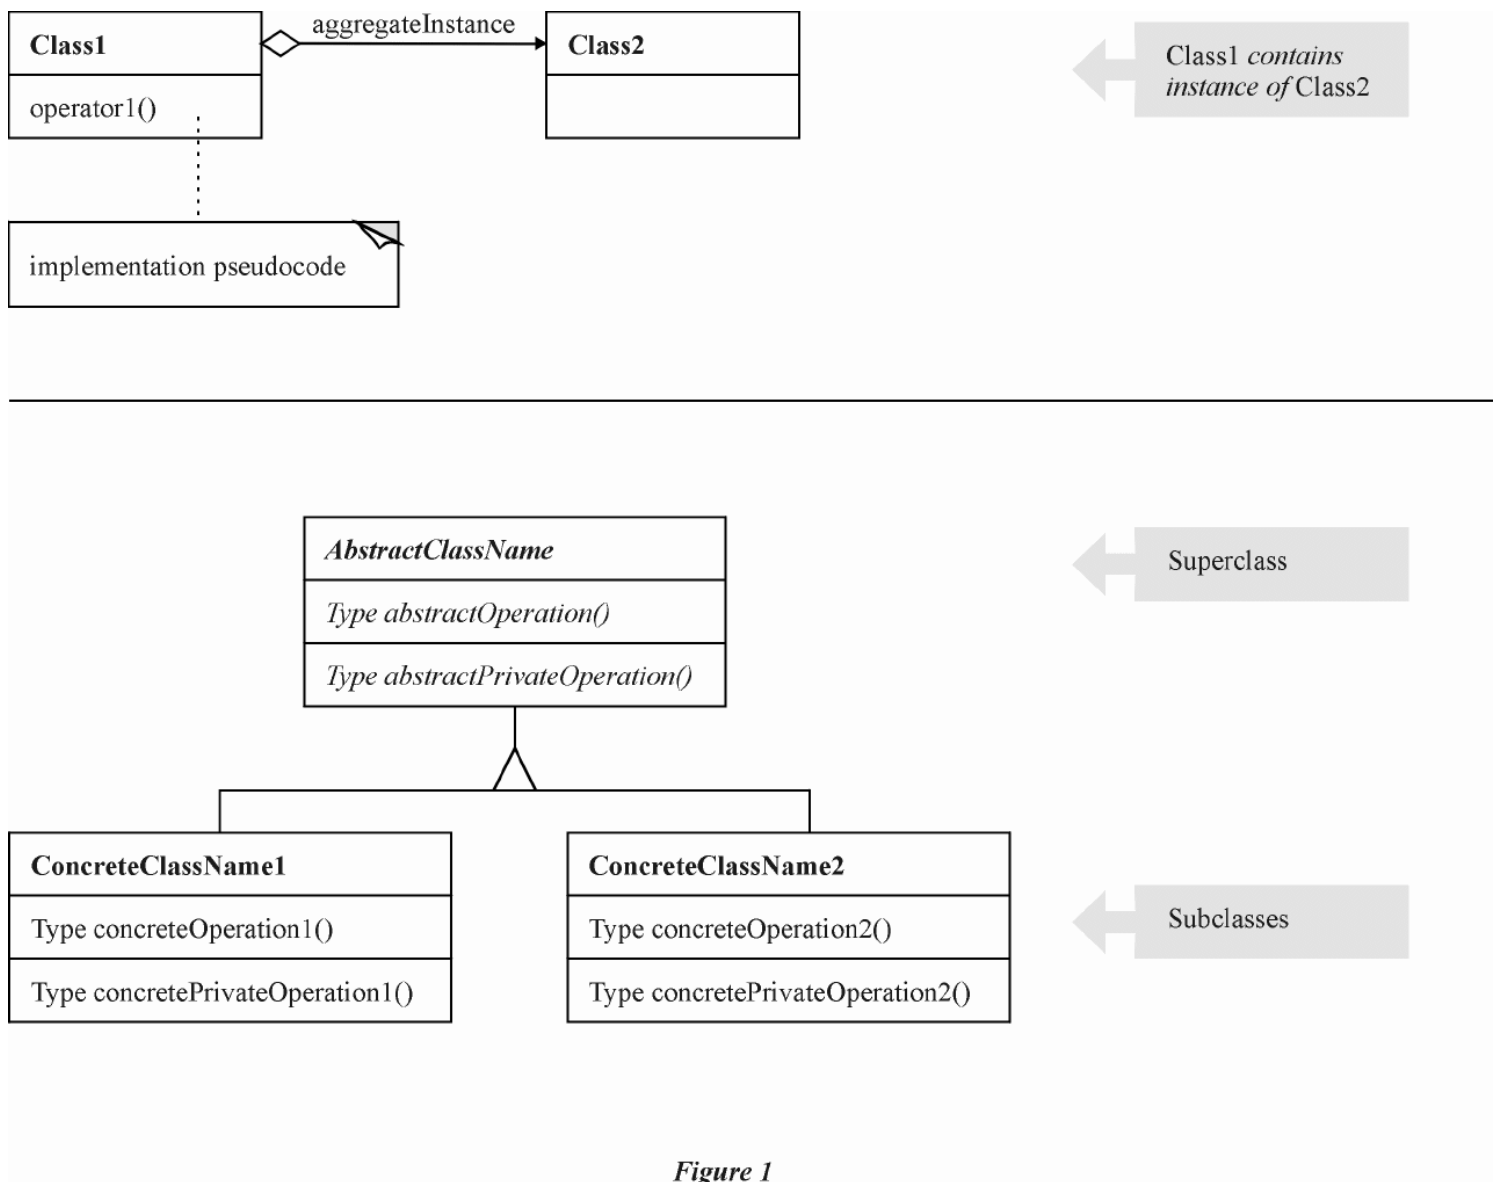 aggregateInstance
Class1
Class2
Class1 contains
instance of Class2
operator1()
implementation pseudocode
AbstractClassName
Superclass
Type abstractOperation()
Type abstractPrivateOperation()
ConcreteClassName1
ConcreteClassName2
Type concreteOperation1()
Type concreteOperation2()
Subclasses
Type concretePrivateOperation1()
Type concretePrivateOperation2()
Figure 1